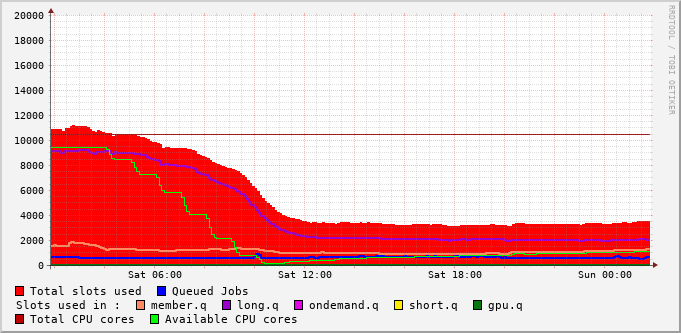 20000
18000
16000
14000
12000
10000
8000
6000
4000
2000
0
Sat 06:00 Sat 12:00 Sat 18:00 Sun 00:00
Total slots used Queued Jobs
Slots used in : member.q long.q ondemand.q short.q gpu.q
Total CPU cores Available CPU cores
RRDTOOL / TOBI OETIKER